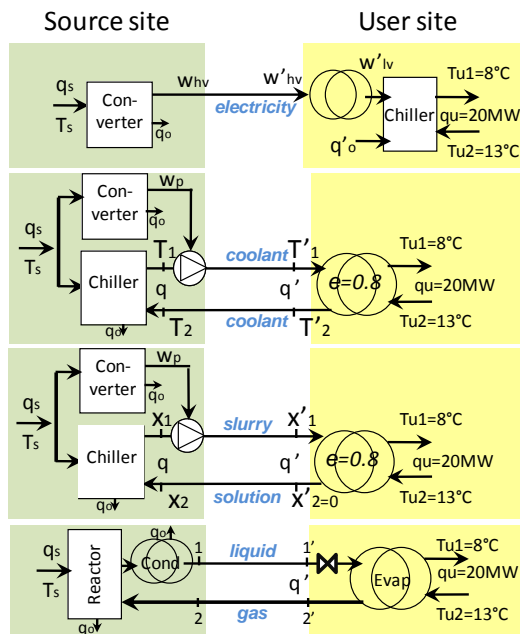 Source site
User site
qs
Ts
Con-
verter
qo
whv
electricity
w'hv
w'lv
q'o
Chiller
Tu1=8°C
qu=20MW
Tu2=13°C
qs
Ts
Con-
verter
qo
wp
Chiller
qo
T1
q
T2
coolant
coolant
T'1
q'
T'2
e=0.8
Tu1=8°C
qu=20MW
Tu2=13°C
qs
Ts
Con-
verter
qo
wp
Chiller
qo
x1
q
x2
slurry
solution
x'1
q'
x'2=0
e=0.8
Tu1=8°C
qu=20MW
Tu2=13°C
qs
Ts
Reactor
qo
qo
Cond
1
liquid
1'
2
gas
2'
q'
Evap
Tu1=8°C
qu=20MW
Tu2=13°C